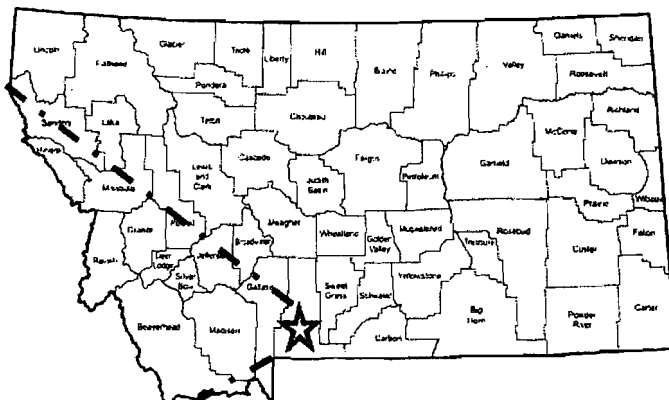 Lincoln
Flathead
Glacier
Toole
Liberty
Hill
Blaine
Phillips
Valley
Daniels
Sheridan
Roosevelt
Pondera
Teton
Chouteau
Richland
McCone
Dawson
Sanders
Lake
Mineral
Missoula
Lewis and Clark
Cascade
Judith Basin
Fergus
Petroleum
Garfield
Prairie
Wibaux
Powell
Granite
Ravalli
Deer Lodge
Silver Bow
Jefferson
Broadwater
Meagher
Wheatland
Golden Valley
Musselshell
Treasure
Rosebud
Custer
Fallon
Gallatin
Sweet Grass
Stillwater
Yellowstone
Big Horn
Powder River
Carter
Beaverhead
Madison
Carbon